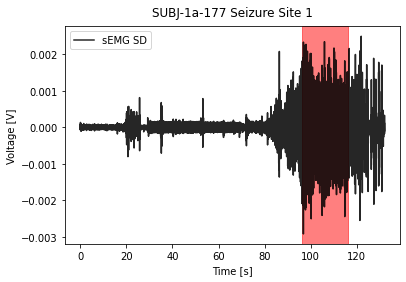 SUBJ-1a-177 Seizure Site 1
sEMG SD
0.002
0.001
0.000
−0.001
−0.002
−0.003
Voltage [V]
0 20 40 60 80 100 120
Time [s]